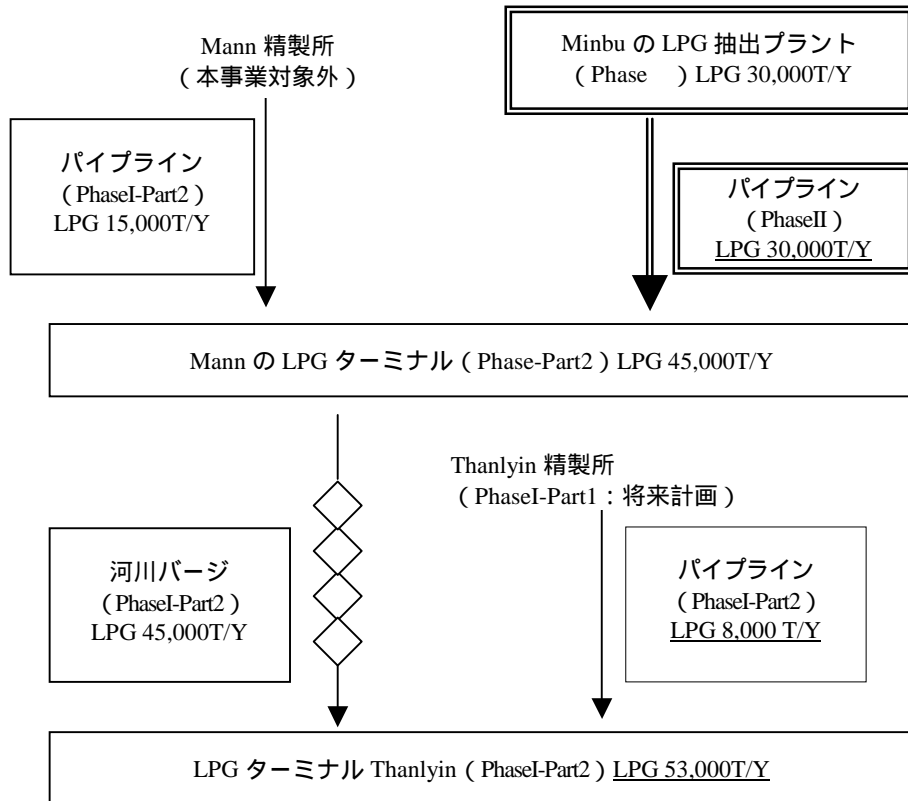 Mann 精製所
（本事業対象外）
Minbu の LPG 抽出プラント
（Phase　）LPG 30,000T/Y
パイプライン
（PhaseI-Part2）
LPG 15,000T/Y
パイプライン
（PhaseII）
LPG 30,000T/Y
Mann の LPG ターミナル（Phase-Part2）LPG 45,000T/Y
Thanlyin 精製所
（PhaseI-Part1：将来計画）
河川バージ
（PhaseI-Part2）
LPG 45,000T/Y
パイプライン
（PhaseI-Part2）
LPG 8,000 T/Y
LPG ターミナル Thanlyin（PhaseI-Part2）LPG 53,000T/Y